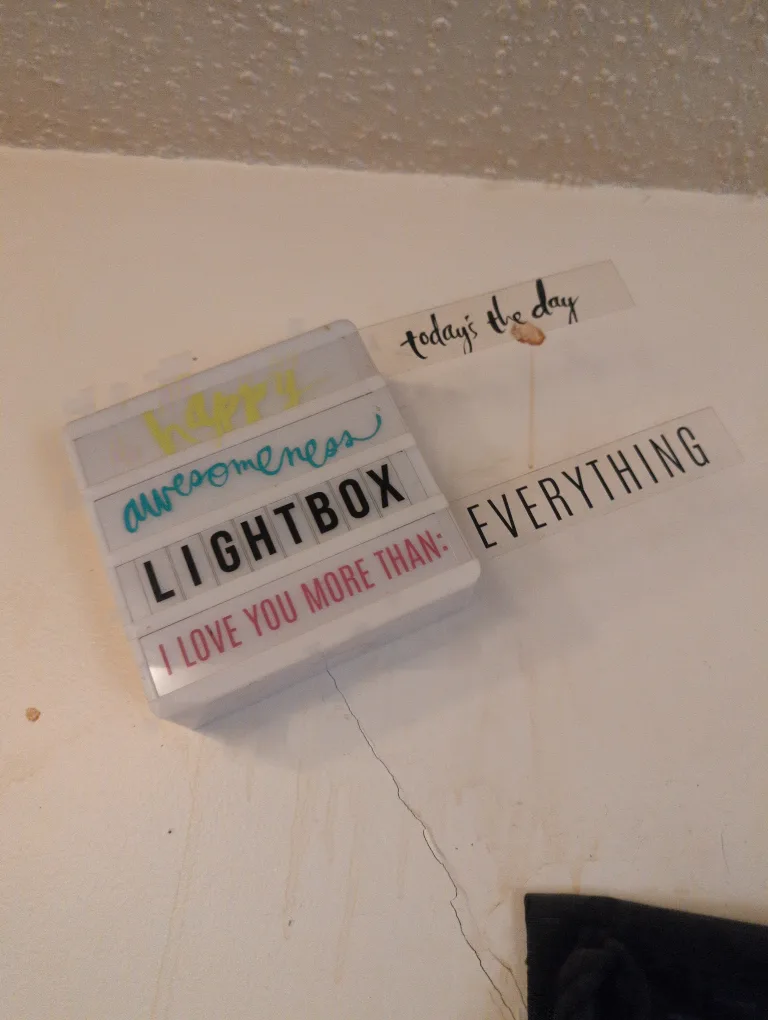 today's the day
happy
awesomeness
LIGHTBOX
EVERYTHING
I LOVE YOU MORE THAN: